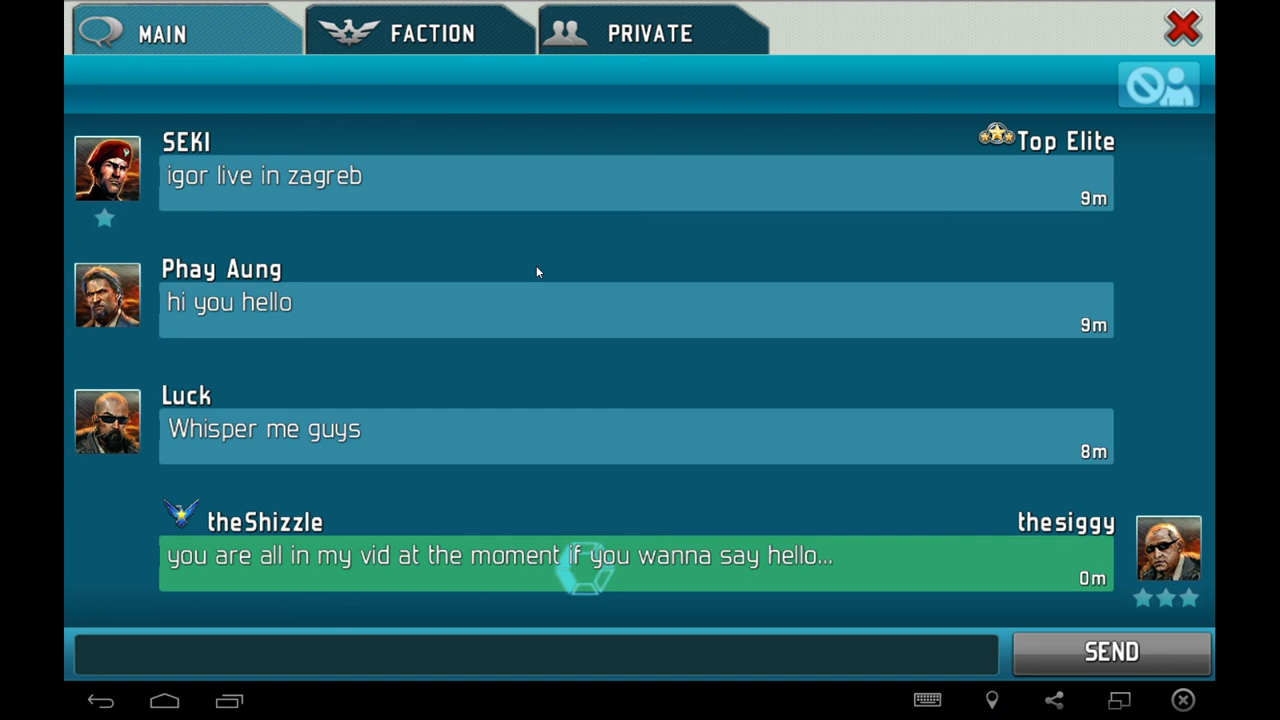 MAIN
FACTION
PRIVATE
SEKI
Top Elite
igor live in zagreb
9m
Phay Aung
hi you hello
9m
Luck
Whisper me guys
8m
theShizzle
thesiggy
you are all in my vid at the moment if you wanna say hello...
0m
SEND